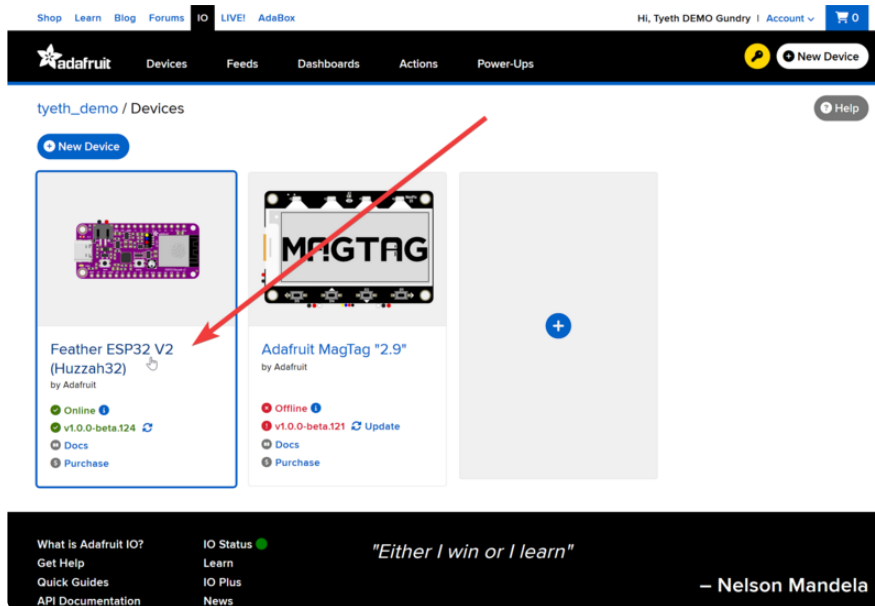 Shop Learn Blog Forums IO LIVE! AdaBox Hi, Tyeth DEMO Gundry | Account 0
adafruit Devices Feeds Dashboards Actions Power-Ups New Device
tyeth_demo / Devices Help
New Device
MAGTAG
Feather ESP32 V2
(Huzzah32)
by Adafruit
Online
v1.0.0-beta.124
Docs
Purchase
Adafruit MagTag "2.9"
by Adafruit
Offline
v1.0.0-beta.121 Update
Docs
Purchase
What is Adafruit IO?
Get Help
Quick Guides
API Documentation
IO Status
Learn
IO Plus
News
"Either I win or I learn"
– Nelson Mandela